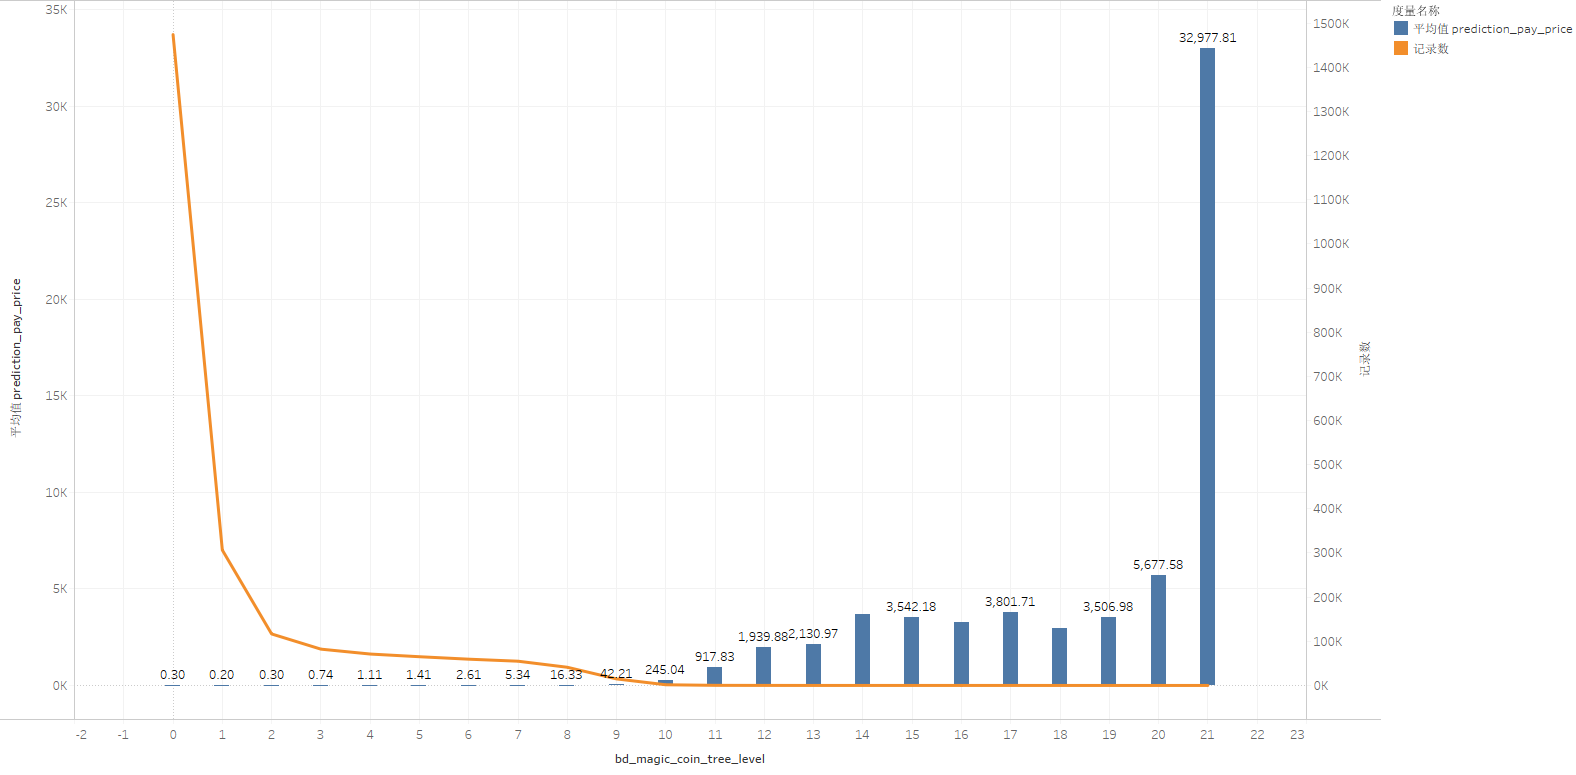 度量名称
平均值 prediction_pay_price
记录数
35K
30K
25K
20K
15K
10K
5K
0K
平均值 prediction_pay_price
1500K
1400K
1300K
1200K
1100K
1000K
900K
800K
700K
600K
500K
400K
300K
200K
100K
0K
记录数
0.30
0.20
0.30
0.74
1.11
1.41
2.61
5.34
16.33
42.21
245.04
917.83
1,939.88
2,130.97
3,542.18
3,801.71
3,506.98
5,677.58
32,977.81
-2 -1 0 1 2 3 4 5 6 7 8 9 10 11 12 13 14 15 16 17 18 19 20 21 22 23
bd_magic_coin_tree_level